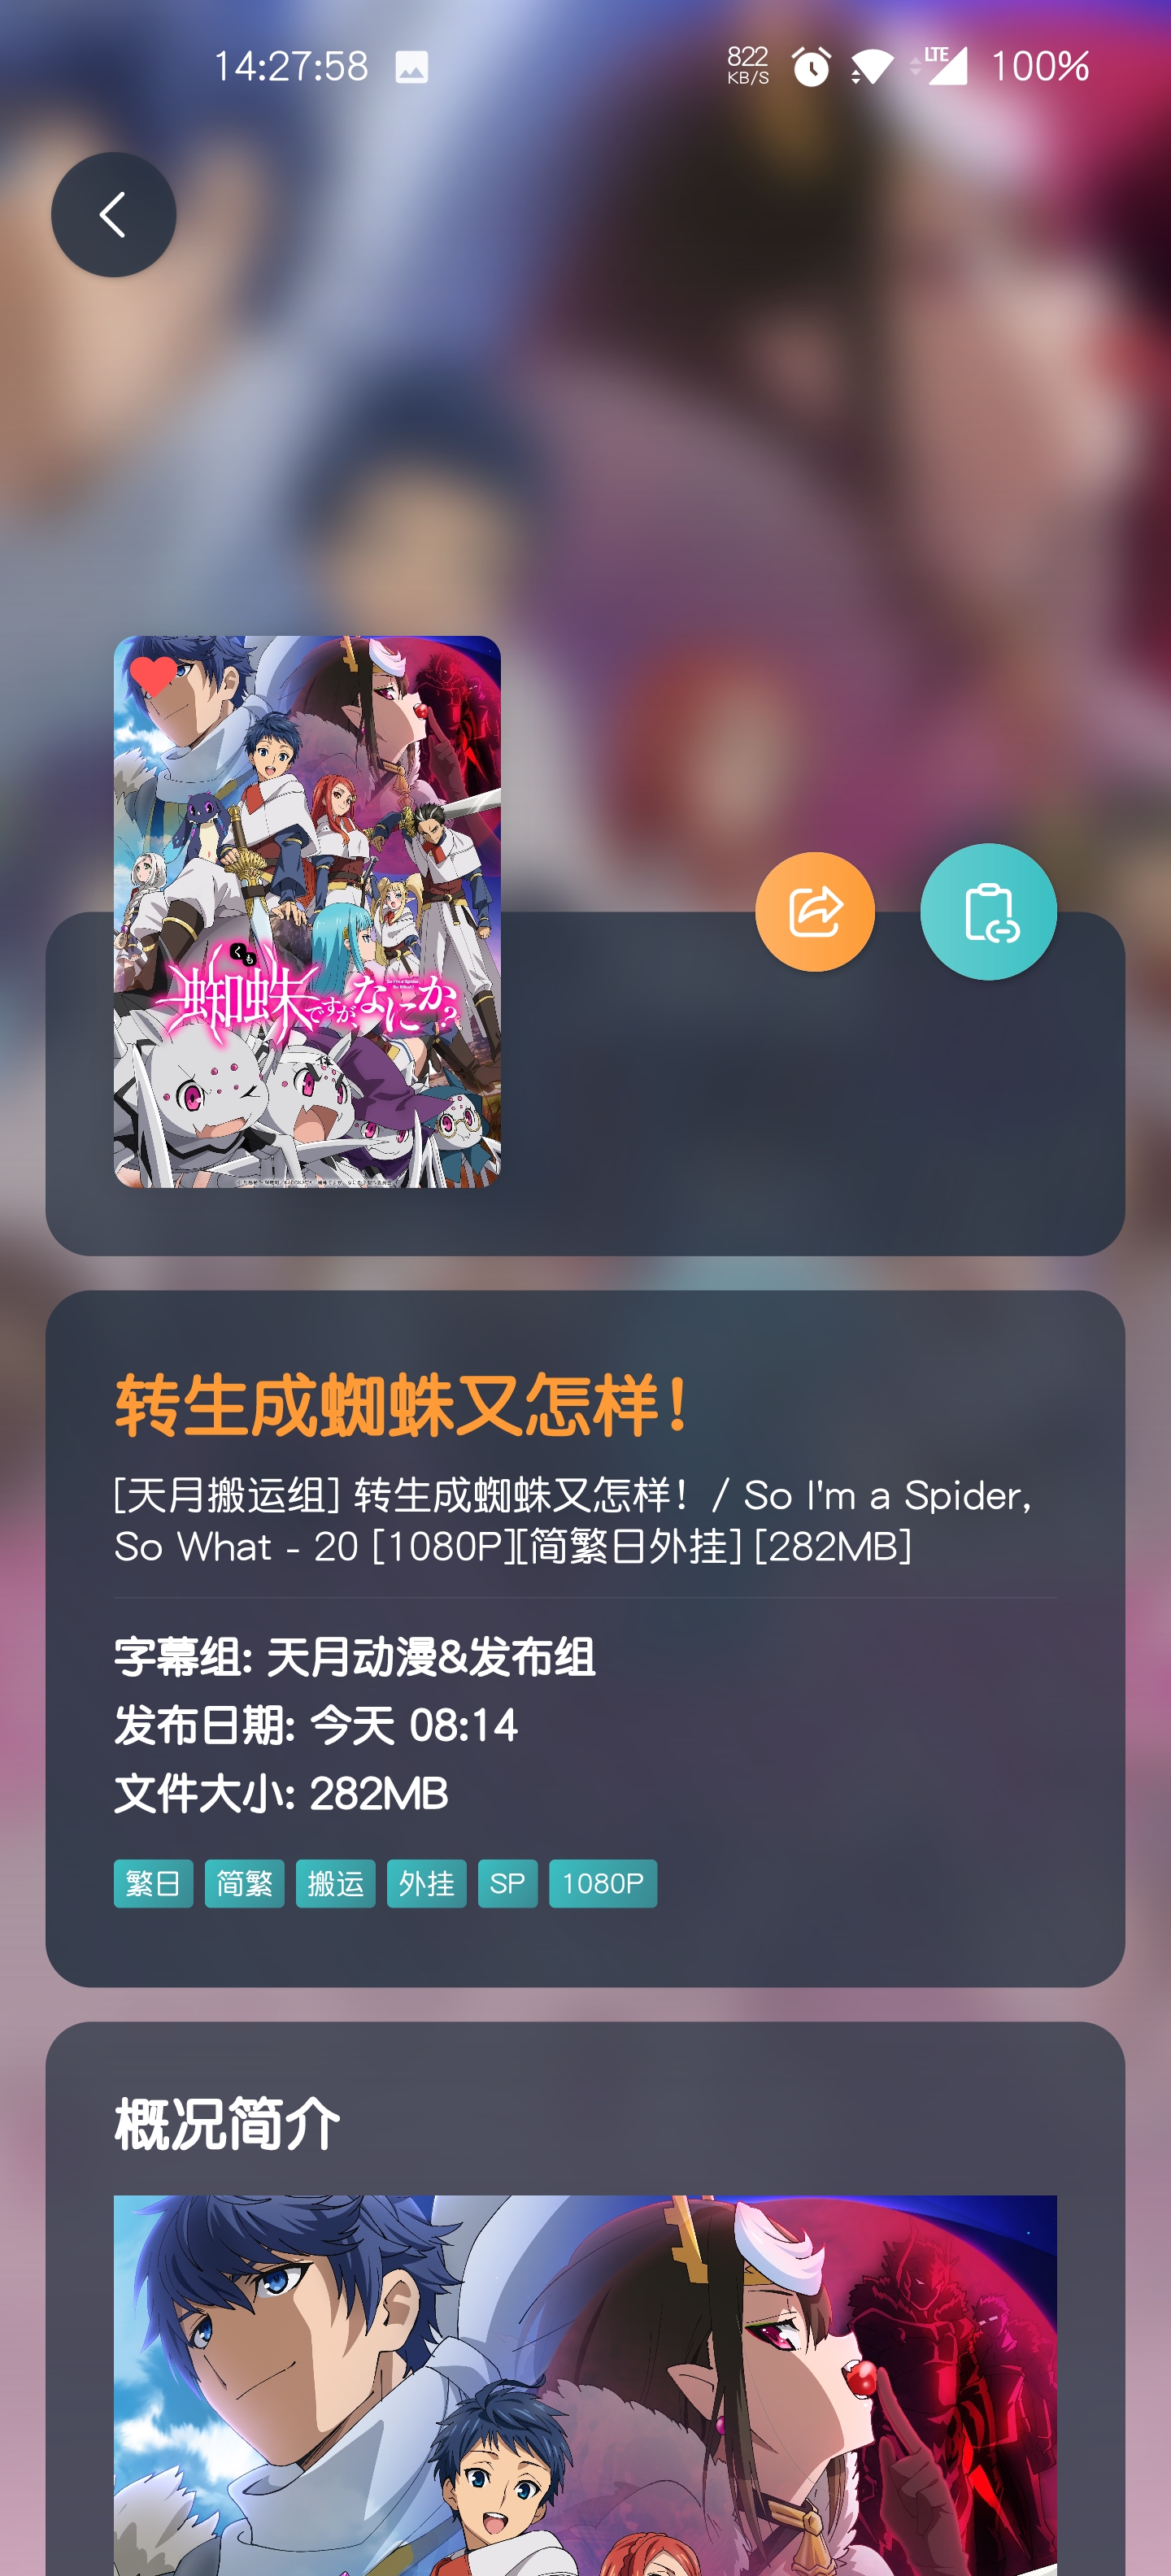 14:27:58
822
KB/S
LTE
100%
くも
蜘蛛ですが、なにか?
转生成蜘蛛又怎样！
[天月搬运组] 转生成蜘蛛又怎样！ / So I'm a Spider,
So What - 20 [1080P][简繁日外挂] [282MB]
字幕组: 天月动漫&发布组
发布日期: 今天 08:14
文件大小: 282MB
繁日
简繁
搬运
外挂
SP
1080P
概况简介